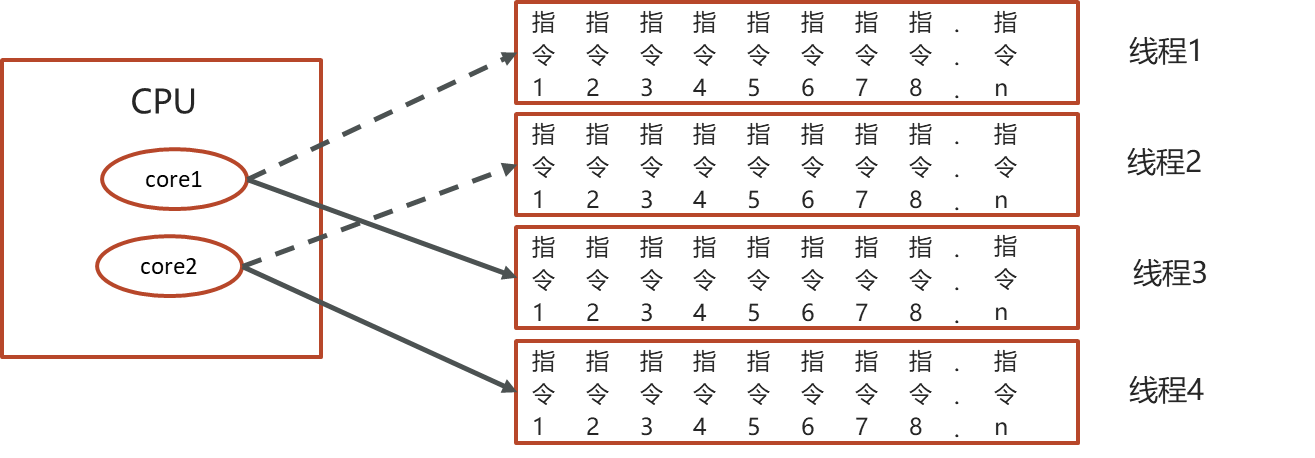 CPU
core1
core2
指 指 指 指 指 指 指 指 . 指
令 令 令 令 令 令 令 令 . 令
1 2 3 4 5 6 7 8 . n
线程1
指 指 指 指 指 指 指 指 . 指
令 令 令 令 令 令 令 令 . 令
1 2 3 4 5 6 7 8 . n
线程2
指 指 指 指 指 指 指 指 . 指
令 令 令 令 令 令 令 令 . 令
1 2 3 4 5 6 7 8 . n
线程3
指 指 指 指 指 指 指 指 . 指
令 令 令 令 令 令 令 令 . 令
1 2 3 4 5 6 7 8 . n
线程4